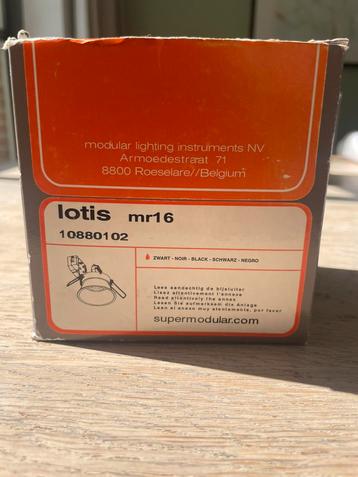 modular lighting instruments NV
Armoedestraat 71
8800 Roeselare//Belgium
lotis mr16
10880102
ZWART - NOIR - BLACK - SCHWARZ - NEGRO
Lees aandachtig de bijsluiter
Lisez attentivement l'annexe
Read attentively the annex
Lesen Sie aufmerksam die Anlage
Lean el anexo muy atentamente, por favor
supermodular.com